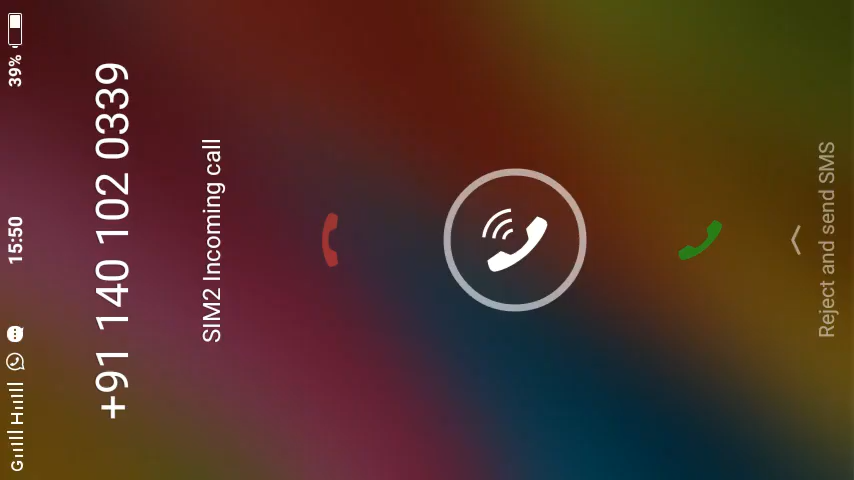 G H 15:50 39%
+91 140 102 0339
SIM2 Incoming call
Reject and send SMS